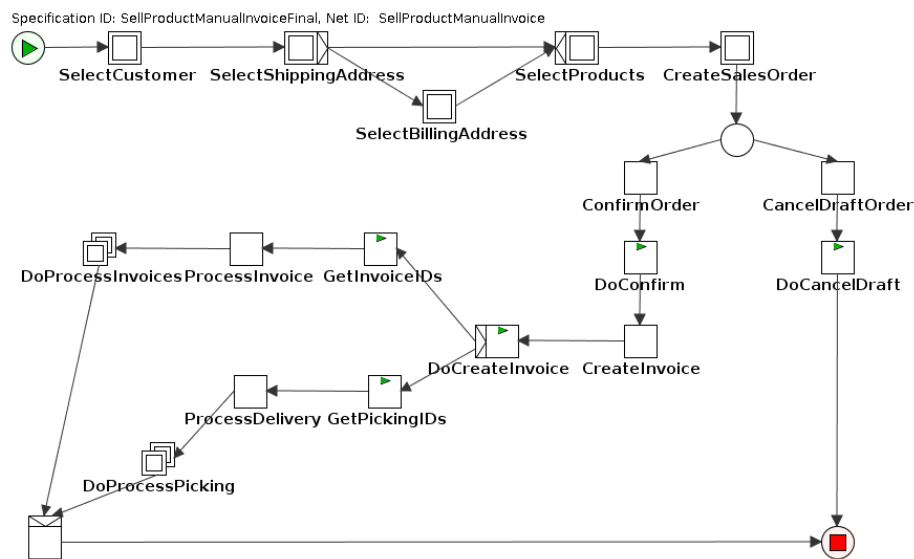 Specification ID: SellProductManualInvoiceFinal, Net ID: SellProductManualInvoice
SelectCustomer
SelectShippingAddress
SelectProducts
CreateSalesOrder
SelectBillingAddress
ConfirmOrder
CancelDraftOrder
DoProcessInvoices
ProcessInvoice
GetInvoiceIDs
DoConfirm
DoCancelDraft
DoCreateInvoice
CreateInvoice
ProcessDelivery
GetPickingIDs
DoProcessPicking